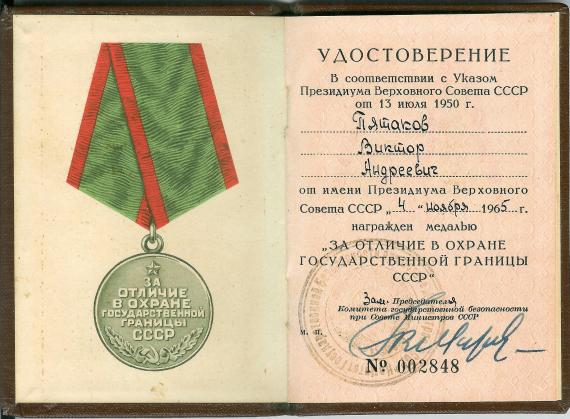 ЗА
ОТЛИЧИЕ
В ОХРАНЕ
ГОСУДАРСТВЕННОЙ
ГРАНИЦЫ
СССР
УДОСТОВЕРЕНИЕ
В соответствии с Указом
Президиума Верховного Совета СССР
от 13 июля 1950 г.
Пятаков
Виктор
Андреевич
от имени Президиума Верховного
Совета СССР „4“ ноября 1965 г.
награжден медалью
„ЗА ОТЛИЧИЕ В ОХРАНЕ
ГОСУДАРСТВЕННОЙ ГРАНИЦЫ
СССР“
Зам. Председателя
Комитета государственной безопасности
при Совете Министров СССР
м. п.
№ 002848